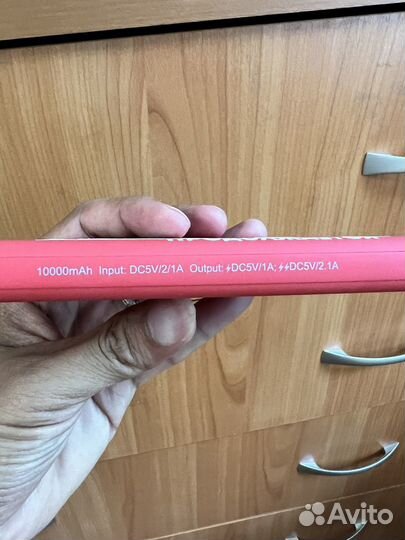 10000mAh Input: DC5V/2/1A Output: ⚡DC5V/1A; ⚡⚡DC5V/2.1A
Avito